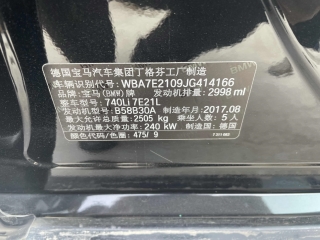 德国宝马汽车集团丁格芬工厂制造
车辆识别代号: WBA7E2109JG414166
品牌: 宝马(BMW) 发动机排量: 2998 ml
整车型号: 740Li 7E21L
发动机型号: B58B30A 制造年月: 2017.08
最大允许总质量: 2505 kg 乘坐人数: 5 人
发动机最大净功率: 240 kW 制造国: 德国
颜色色号: 475/ 9